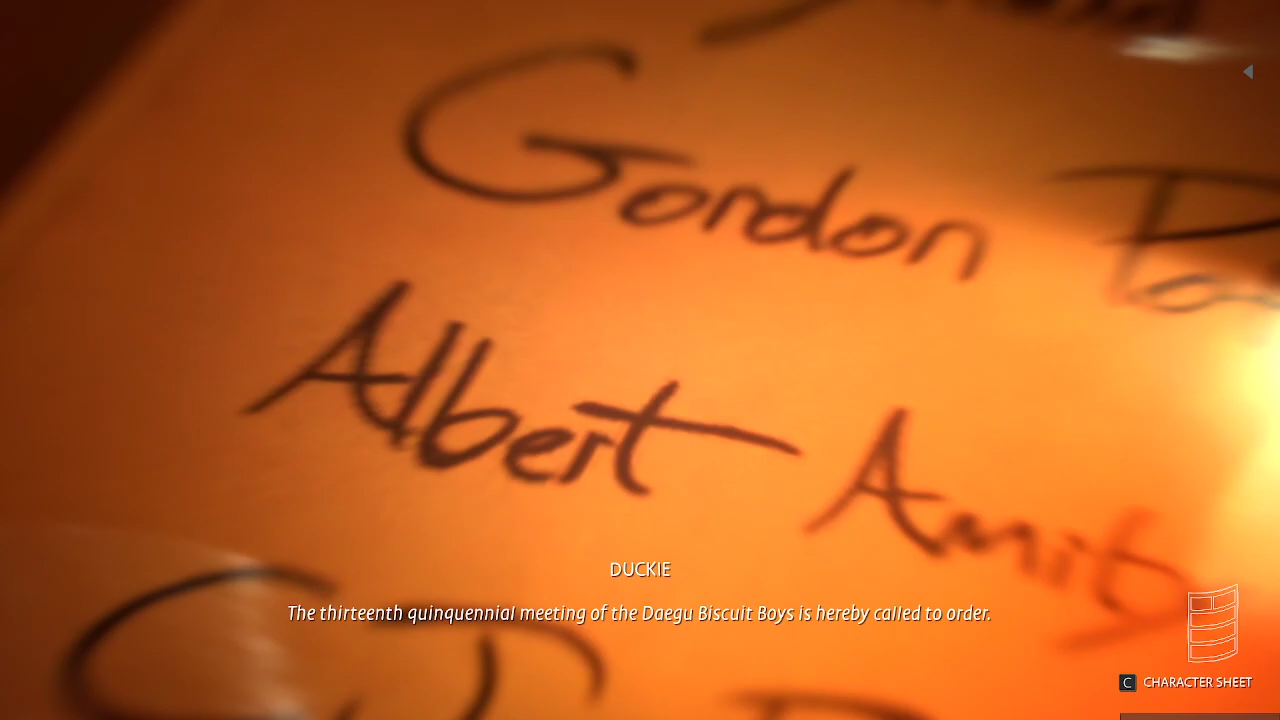 Gordon
Albert Amity
DUCKIE
The thirteenth quinquennial meeting of the Daegu Biscuit Boys is hereby called to order.
C CHARACTER SHEET